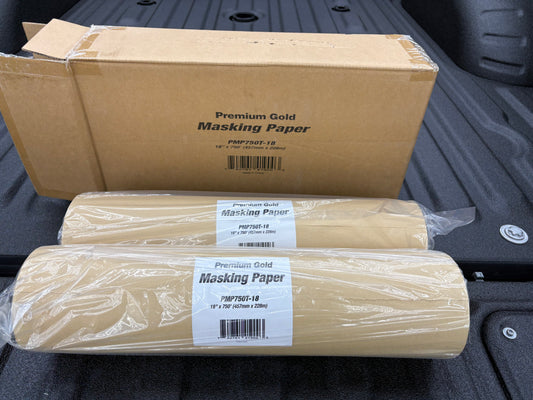 Premium Gold
Masking Paper
PMP750T-18
18" x 750' (457mm x 228m)
Premium Gold
Masking Paper
PMP750T-18
18" x 750' (457mm x 228m)
Premium Gold
Masking Paper
PMP750T-18
18" x 750' (457mm x 228m)